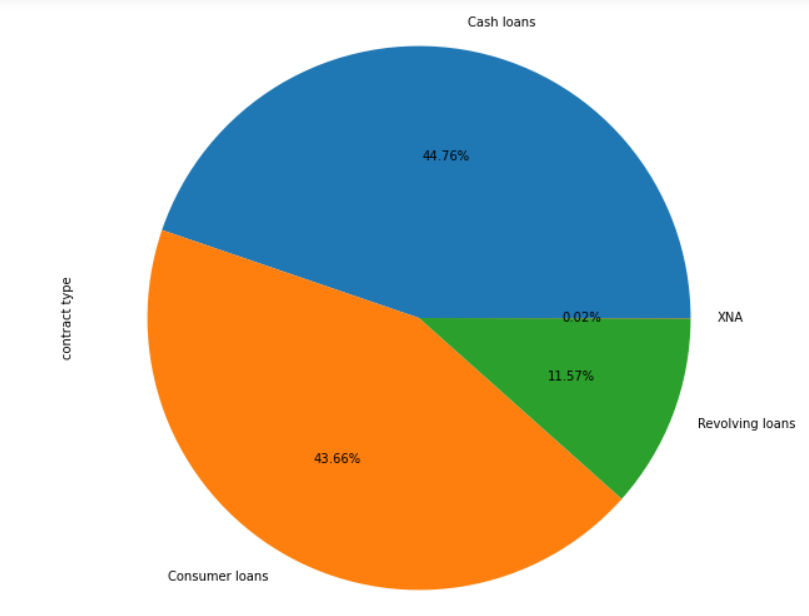 Cash loans
44.76%
contract type
0.02%
XNA
11.57%
Revolving loans
43.66%
Consumer loans